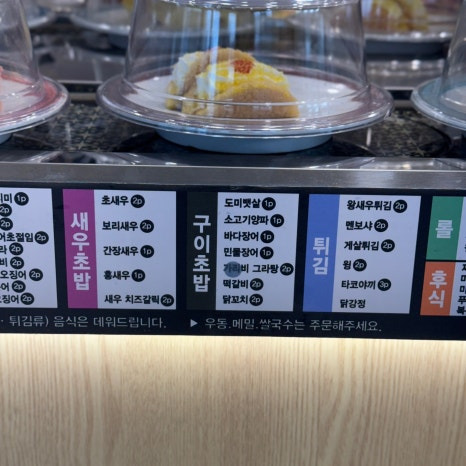 새우초밥
초새우 2p
보리새우 2p
간장새우 1p
홍새우 1p
새우 치즈갈릭 2p
구이초밥
도미뱃살 1p
소고기양파 1p
바다장어 1p
민물장어 1p
가리비 그라탕 2p
떡갈비 2p
닭꼬치 2p
튀김
왕새우튀김 2p
멘보샤 2p
게살튀김 2p
윙 2p
타코야끼 3p
닭강정
롤
후식
튀김류) 음식은 데워드립니다.
▶ 우동.메밀.쌀국수는 주문해주세요.